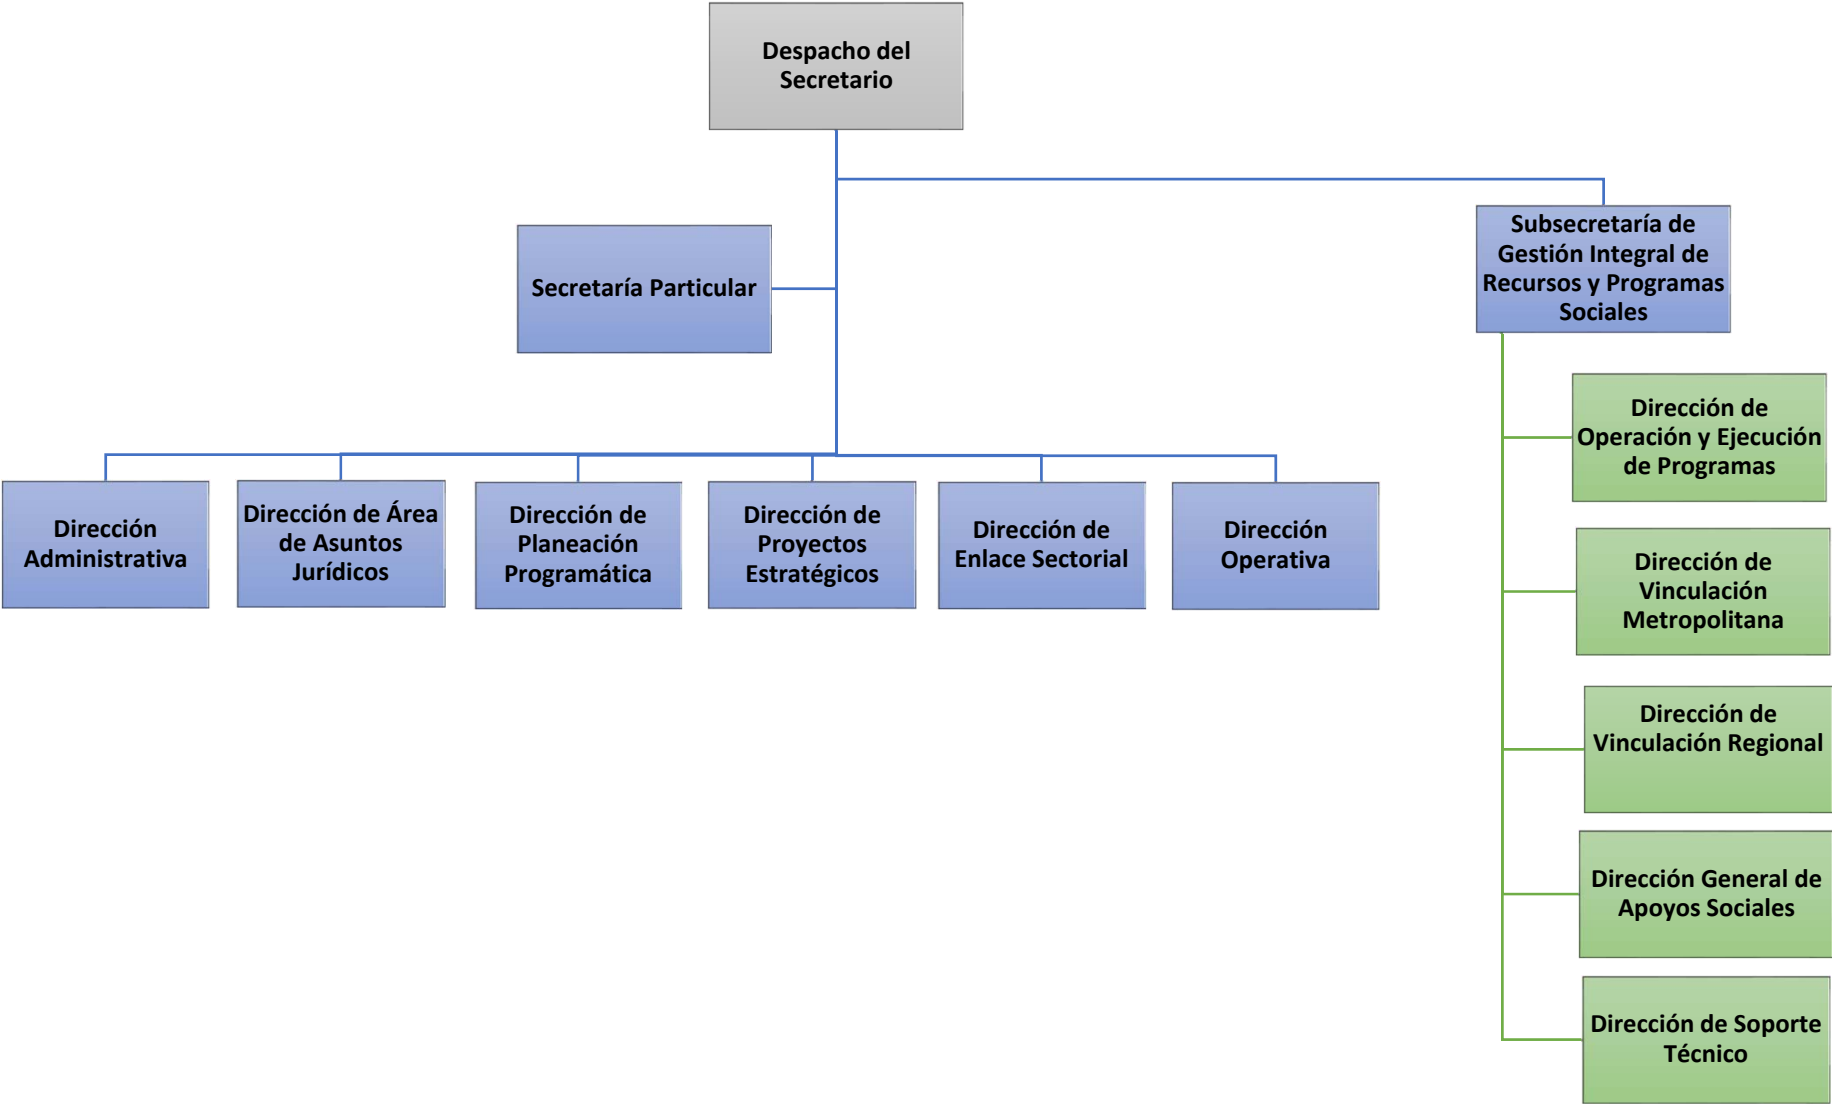 Despacho del
Secretario
Secretaría Particular
Subsecretaría de
Gestión Integral de
Recursos y Programas
Sociales
Dirección
Administrativa
Dirección de Área
de Asuntos
Jurídicos
Dirección de
Planeación
Programática
Dirección de
Proyectos
Estratégicos
Dirección de
Enlace Sectorial
Dirección
Operativa
Dirección de
Operación y Ejecución
de Programas
Dirección de
Vinculación
Metropolitana
Dirección de
Vinculación Regional
Dirección General de
Apoyos Sociales
Dirección de Soporte
Técnico